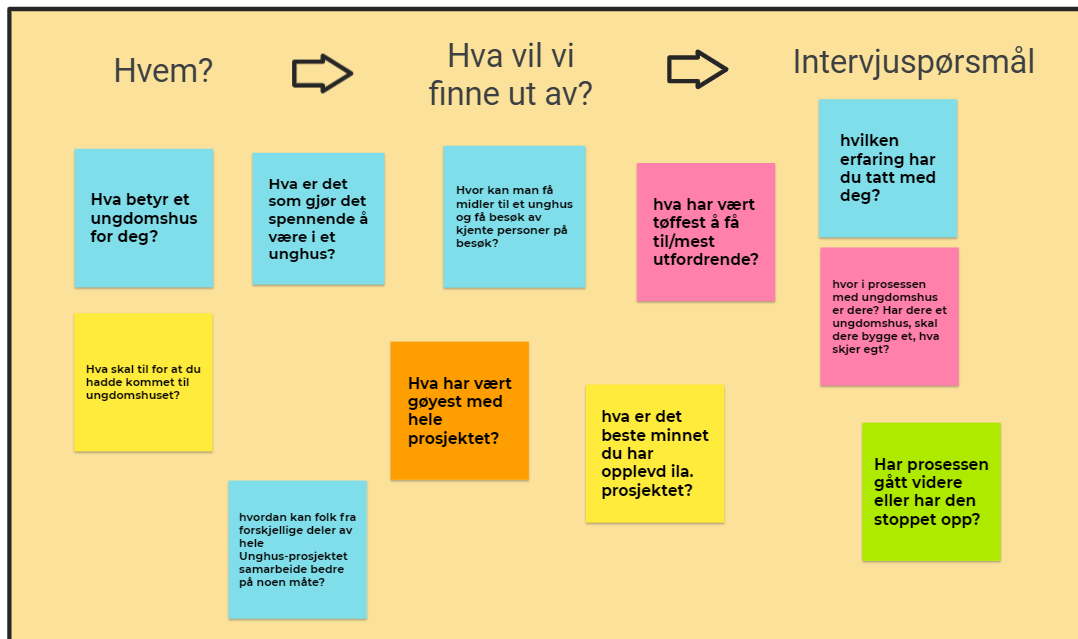 Hvem?
Hva vil vi
finne ut av?
Intervjuspørsmål
Hva betyr et
ungdomshus
for deg?
Hva er det
som gjør det
spennende å
være i et
unghus?
Hvor kan man få
midler til et unghus
og få besøk av
kjente personer på
besøk?
hva har vært
tøffest å få
til/mest
utfordrende?
hvilken
erfaring har
du tatt med
deg?
hvor i prosessen
med ungdomshus
er dere? Har dere et
ungdomshus, skal
dere bygge et, hva
skjer egt?
Hva skal til for at du
hadde kommet til
ungdomshuset?
Hva har vært
gøyest med
hele
prosjektet?
hva er det
beste minnet
du har
opplevd ila.
prosjektet?
Har prosessen
gått videre
eller har den
stoppet opp?
hvordan kan folk fra
forskjellige deler av
hele
Unghus-prosjektet
samarbeide bedre
på noen måte?